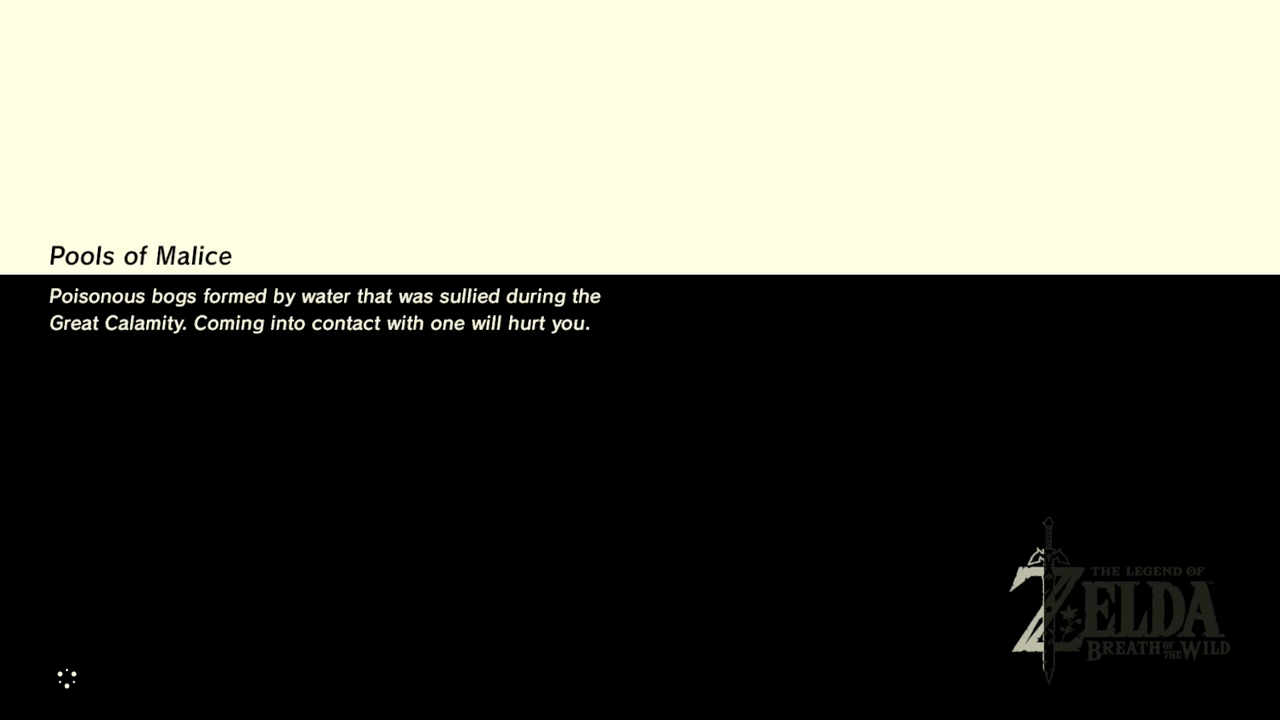 Pools of Malice
Poisonous bogs formed by water that was sullied during the
Great Calamity. Coming into contact with one will hurt you.
THE LEGEND OF
ZELDA
BREATH OF THE WILD